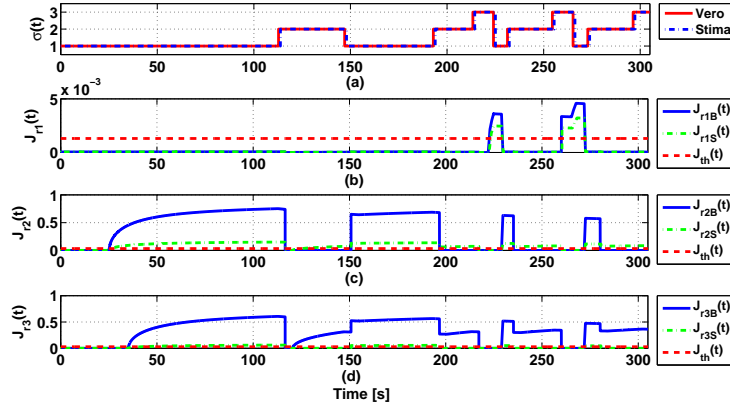 σ(t)
3
2
1
0 50 100 150 200 250 300
(a)
Vero
Stima
x 10⁻³
J_r1(t)
5
0
0 50 100 150 200 250 300
(b)
J_r1B(t)
J_r1S(t)
J_th(t)
J_r2(t)
1
0.5
0
0 50 100 150 200 250 300
(c)
J_r2B(t)
J_r2S(t)
J_th(t)
J_r3(t)
1
0.5
0
0 50 100 150 200 250 300
(d)
Time [s]
J_r3B(t)
J_r3S(t)
J_th(t)